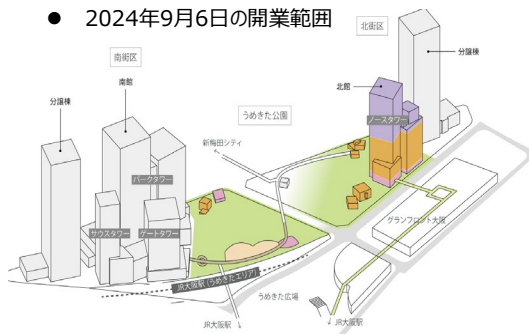 ● 2024年9月6日の開業範囲
北街区
南街区
分譲棟
南館
北館
分譲棟
うめきた公園
ノースタワー
分譲棟
新梅田シティ
パークタワー
グランフロント大阪
サウスタワー
ゲートタワー
JR大阪駅（うめきたエリア）
うめきた広場
JR大阪駅
JR大阪駅